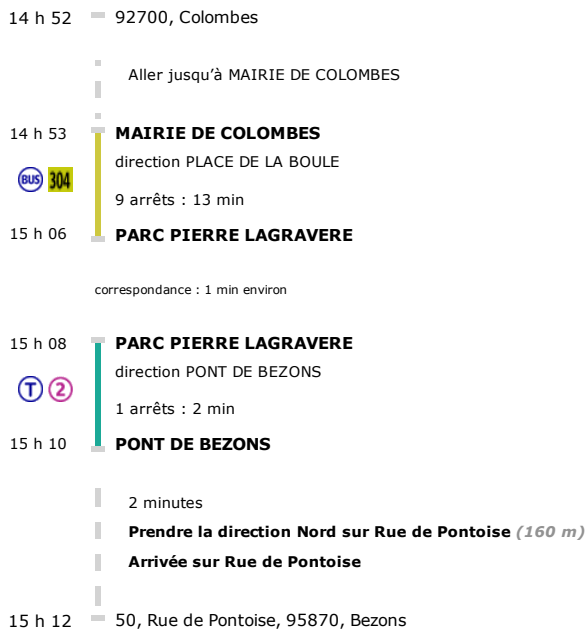 14 h 52 92700, Colombes
Aller jusqu’à MAIRIE DE COLOMBES
14 h 53 MAIRIE DE COLOMBES
direction PLACE DE LA BOULE
BUS 304
9 arrêts : 13 min
15 h 06 PARC PIERRE LAGRAVERE
correspondance : 1 min environ
15 h 08 PARC PIERRE LAGRAVERE
direction PONT DE BEZONS
T 2
1 arrêts : 2 min
15 h 10 PONT DE BEZONS
2 minutes
Prendre la direction Nord sur Rue de Pontoise (160 m)
Arrivée sur Rue de Pontoise
15 h 12 50, Rue de Pontoise, 95870, Bezons